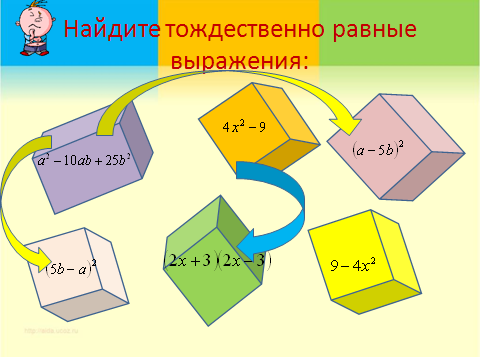 Найдите тождественно равные
выражения:
4x² − 9
(a − 5b)²
a² − 10ab + 25b²
(5b − a)²
(2x + 3)(2x − 3)
9 − 4x²